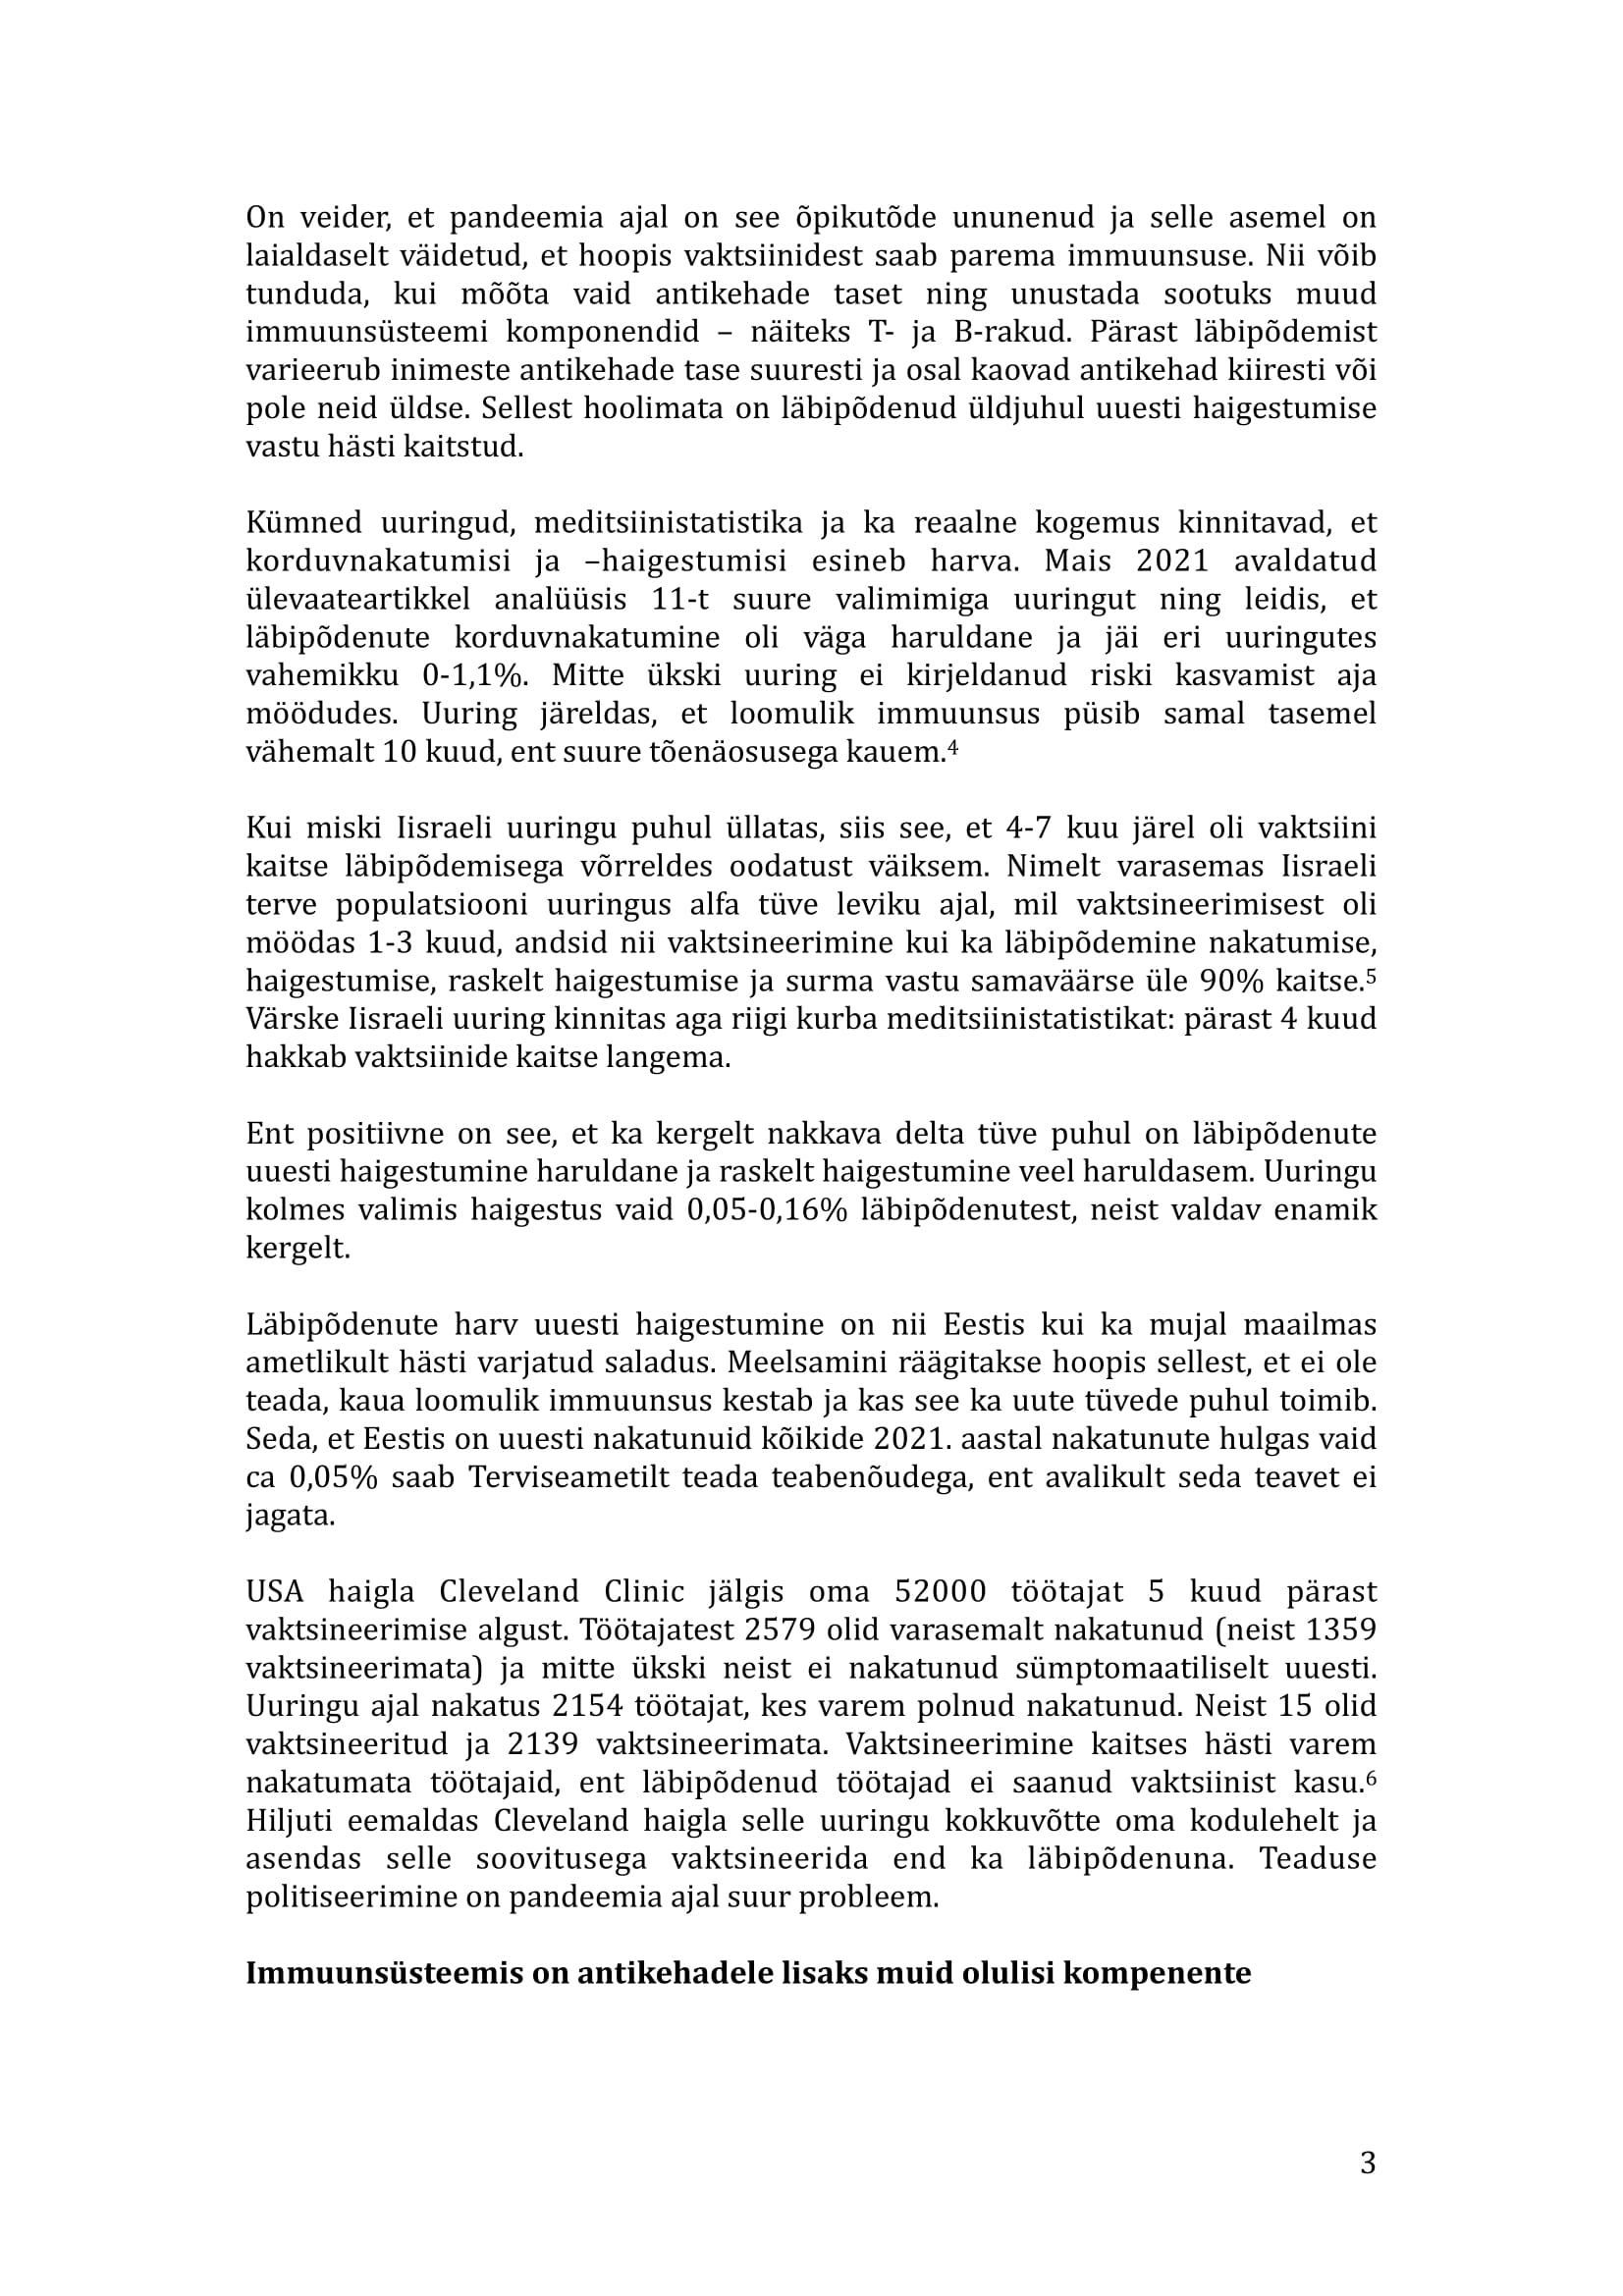 On veider, et pandeemia ajal on see õpikutõde ununenud ja selle asemel on
laialdaselt väidetud, et hoopis vaktsiinidest saab parema immuunsuse. Nii võib
tunduda, kui mõõta vaid antikehade taset ning unustada sootuks muud
immuunsüsteemi komponendid – näiteks T- ja B-rakud. Pärast läbipõdemist
varieerub inimeste antikehade tase suuresti ja osal kaovad antikehad kiiresti või
pole neid üldse. Sellest hoolimata on läbipõdenud üldjuhul uuesti haigestumise
vastu hästi kaitstud.

Kümned uuringud, meditsiinistatistika ja ka reaalne kogemus kinnitavad, et
korduvnakatumisi ja –haigestumisi esineb harva. Mais 2021 avaldatud
ülevaateartikkel analüüsis 11-t suure valimimiga uuringut ning leidis, et
läbipõdenute korduvnakatumine oli väga haruldane ja jäi eri uuringutes
vahemikku 0-1,1%. Mitte ükski uuring ei kirjeldanud riski kasvamist aja
möödudes. Uuring järeldas, et loomulik immuunsus püsib samal tasemel
vähemalt 10 kuud, ent suure tõenäosusega kauem.⁴

Kui miski Iisraeli uuringu puhul üllatas, siis see, et 4-7 kuu järel oli vaktsiini
kaitse läbipõdemisega võrreldes oodatust väiksem. Nimelt varasemas Iisraeli
terve populatsiooni uuringus alfa tüve leviku ajal, mil vaktsineerimisest oli
möödas 1-3 kuud, andsid nii vaktsineerimine kui ka läbipõdemine nakatumise,
haigestumise, raskelt haigestumise ja surma vastu samaväärse üle 90% kaitse.⁵
Värske Iisraeli uuring kinnitas aga riigi kurba meditsiinistatistikat: pärast 4 kuud
hakkab vaktsiinide kaitse langema.

Ent positiivne on see, et ka kergelt nakkava delta tüve puhul on läbipõdenute
uuesti haigestumine haruldane ja raskelt haigestumine veel haruldasem. Uuringu
kolmes valimis haigestus vaid 0,05-0,16% läbipõdenutest, neist valdav enamik
kergelt.

Läbipõdenute harv uuesti haigestumine on nii Eestis kui ka mujal maailmas
ametlikult hästi varjatud saladus. Meelsamini räägitakse hoopis sellest, et ei ole
teada, kaua loomulik immuunsus kestab ja kas see ka uute tüvede puhul toimib.
Seda, et Eestis on uuesti nakatunuid kõikide 2021. aastal nakatunute hulgas vaid
ca 0,05% saab Terviseametilt teada teabenõudega, ent avalikult seda teavet ei
jagata.

USA haigla Cleveland Clinic jälgis oma 52000 töötajat 5 kuud pärast
vaktsineerimise algust. Töötajatest 2579 olid varasemalt nakatunud (neist 1359
vaktsineerimata) ja mitte ükski neist ei nakatunud sümptomaatiliselt uuesti.
Uuringu ajal nakatus 2154 töötajat, kes varem polnud nakatunud. Neist 15 olid
vaktsineeritud ja 2139 vaktsineerimata. Vaktsineerimine kaitses hästi varem
nakatumata töötajaid, ent läbipõdenud töötajad ei saanud vaktsiinist kasu.⁶
Hiljuti eemaldas Cleveland haigla selle uuringu kokkuvõtte oma kodulehelt ja
asendas selle soovitusega vaktsineerida end ka läbipõdenuna. Teaduse
politiseerimine on pandeemia ajal suur probleem.

Immuunsüsteemis on antikehadele lisaks muid olulisi kompenente

3